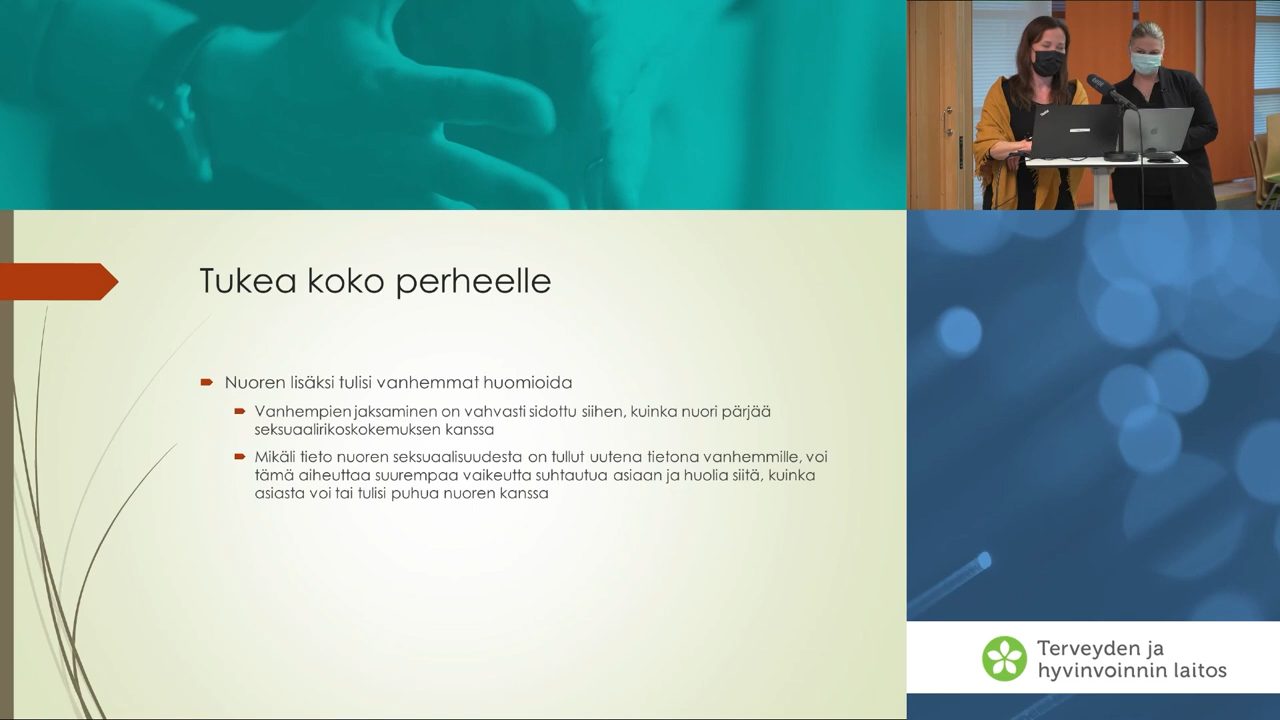 Tukea koko perheelle
Nuoren lisäksi tulisi vanhemmat huomioida
Vanhempien jaksaminen on vahvasti sidottu siihen, kuinka nuori pärjää
seksuaalirikoskokemuksen kanssa
Mikäli tieto nuoren seksuaalisuudesta on tullut uutena tietona vanhemmille, voi
tämä aiheuttaa suurempaa vaikeutta suhtautua asiaan ja huolia siitä, kuinka
asiasta voi tai tulisi puhua nuoren kanssa
Terveyden ja
hyvinvoinnin laitos